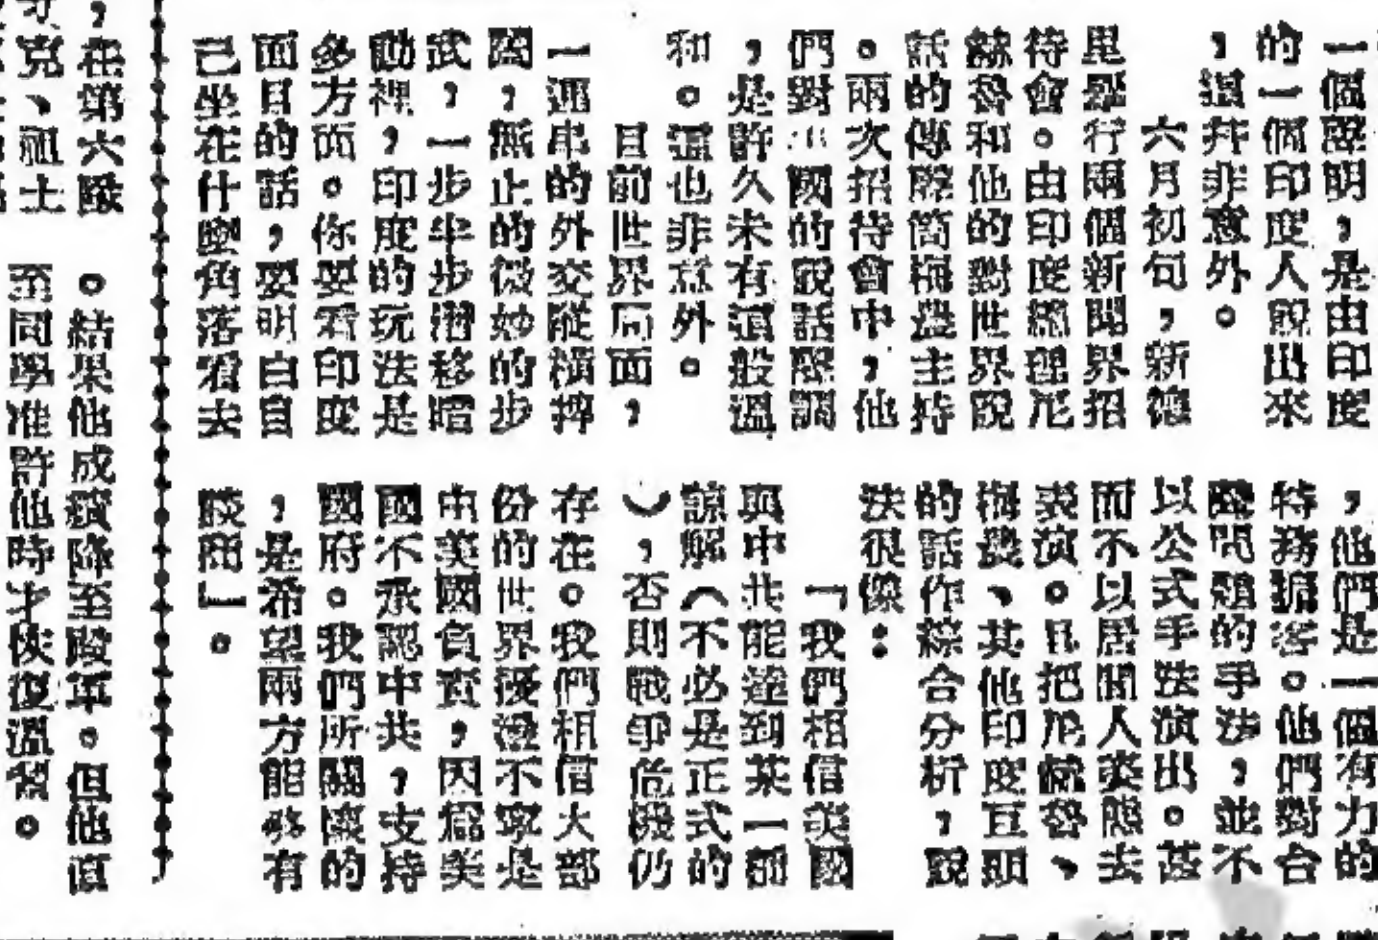 一個聲明，是由印度
的一個印度人說出來
，這幷非意外。
六月初旬，新德
里舉行兩個新聞界招
待會。由印度總理尼
赫魯和他的對世界說
話的傳聲筒梅農主持
。兩次招待會中，他
們對國的說話聲調
，是許久未有這般溫
和。這也非意外。
目前世界局面，
一連串的外交縱橫捭
闔，無止的微妙的步
武，一步半步潛移暗
動裡，印度的玩法是
多方面。你要看印度
面目的話，要明白自
己坐在什麼角落看去
，他們是一個有力的
特務掮客。他們對合
問題的手法，並不
以公式手法演出。甚
而不以居間人姿態去
表演。且把尼赫魯、
梅農、其他印度巨頭
的話作綜合分析，說
法很像：
「我們相信美國
與中共能達到某一種
諒解（不必是正式的
），否則戰爭危機仍
存在。我們相信大部
份的世界擾攘不寧是
由美國負責，因為美
國不承認中共，支持
國府。我們所關懷的
，是希望兩方能夠有
談商」。
，在第六隊
克、祖士
。結果他成績降至殿軍。但他直
至同學准許他時才恢復溫習。